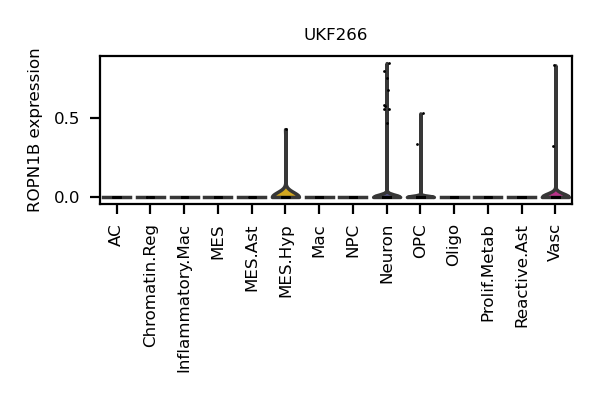 UKF266
ROPN1B expression
0.5
0.0
AC
Chromatin.Reg
Inflammatory.Mac
MES
MES.Ast
MES.Hyp
Mac
NPC
Neuron
OPC
Oligo
Prolif.Metab
Reactive.Ast
Vasc